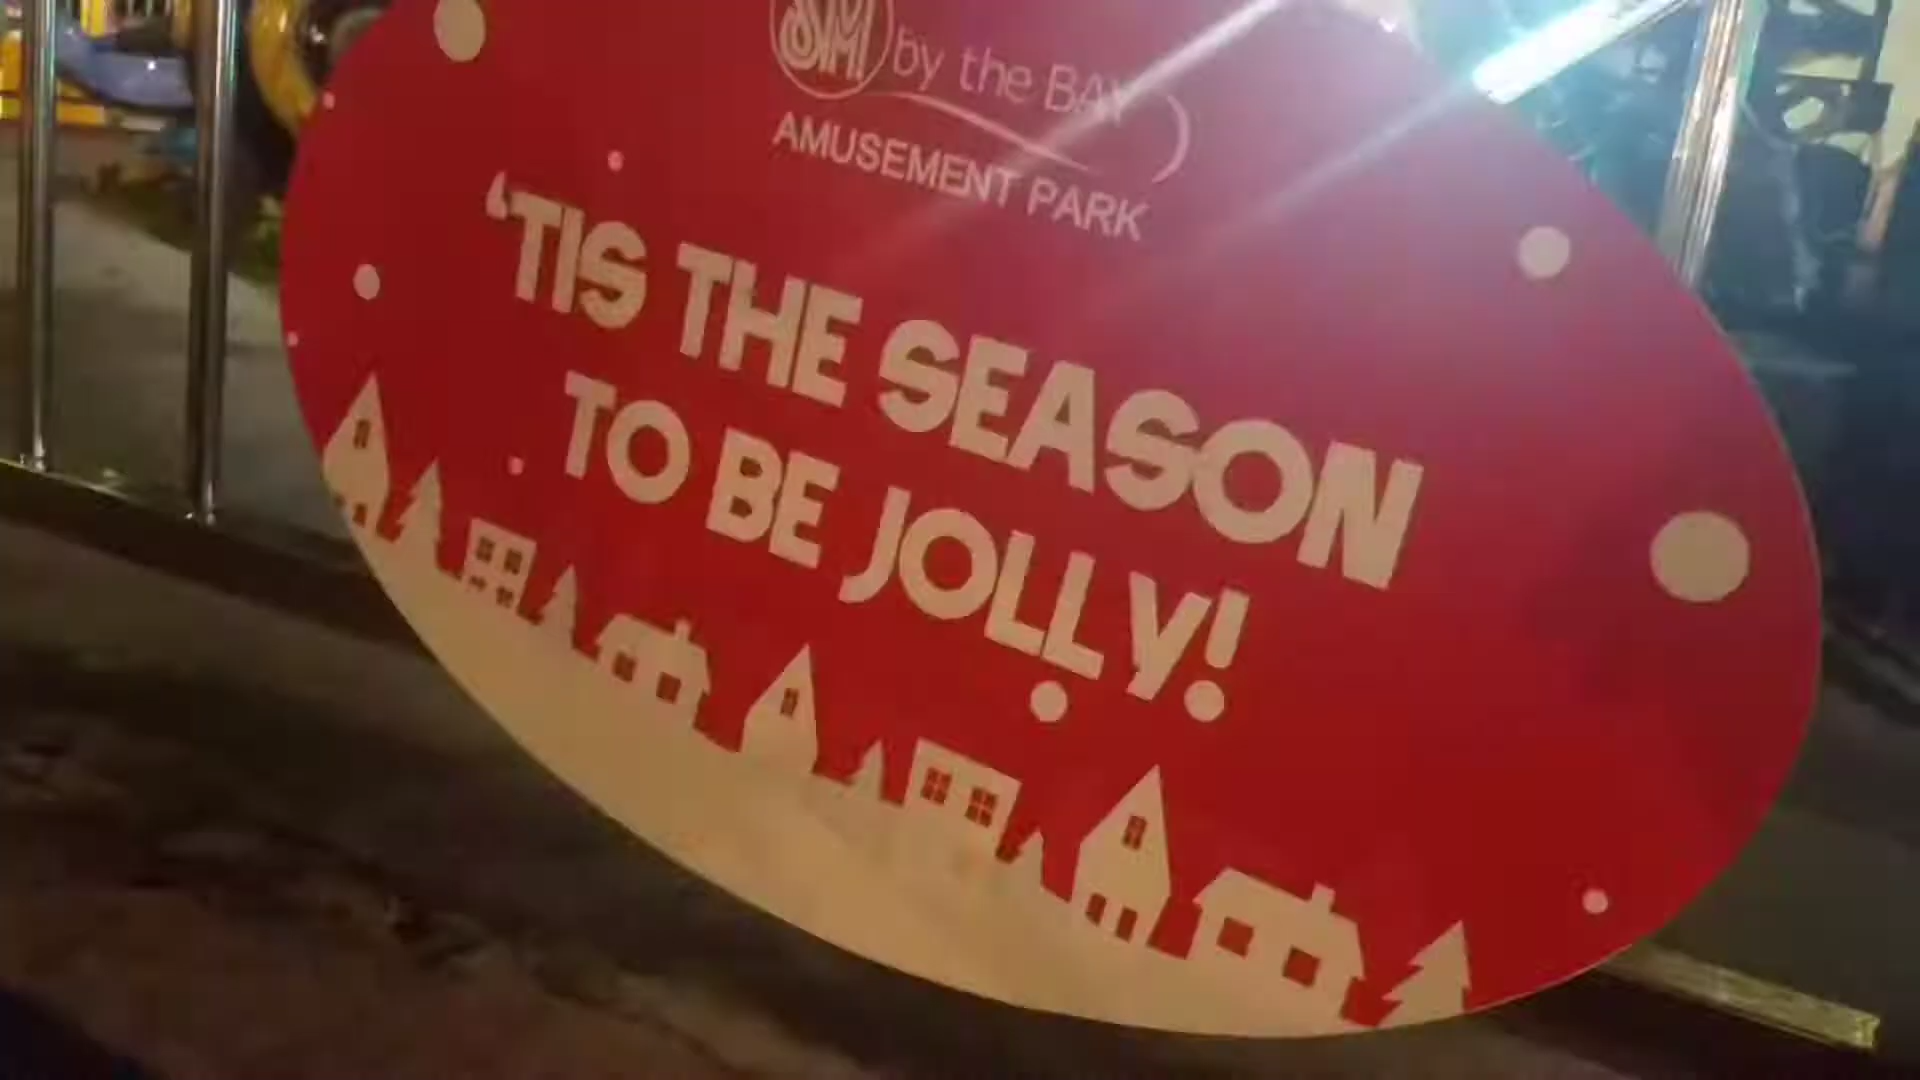 SM by the BAY
AMUSEMENT PARK
'TIS THE SEASON
TO BE JOLLY!